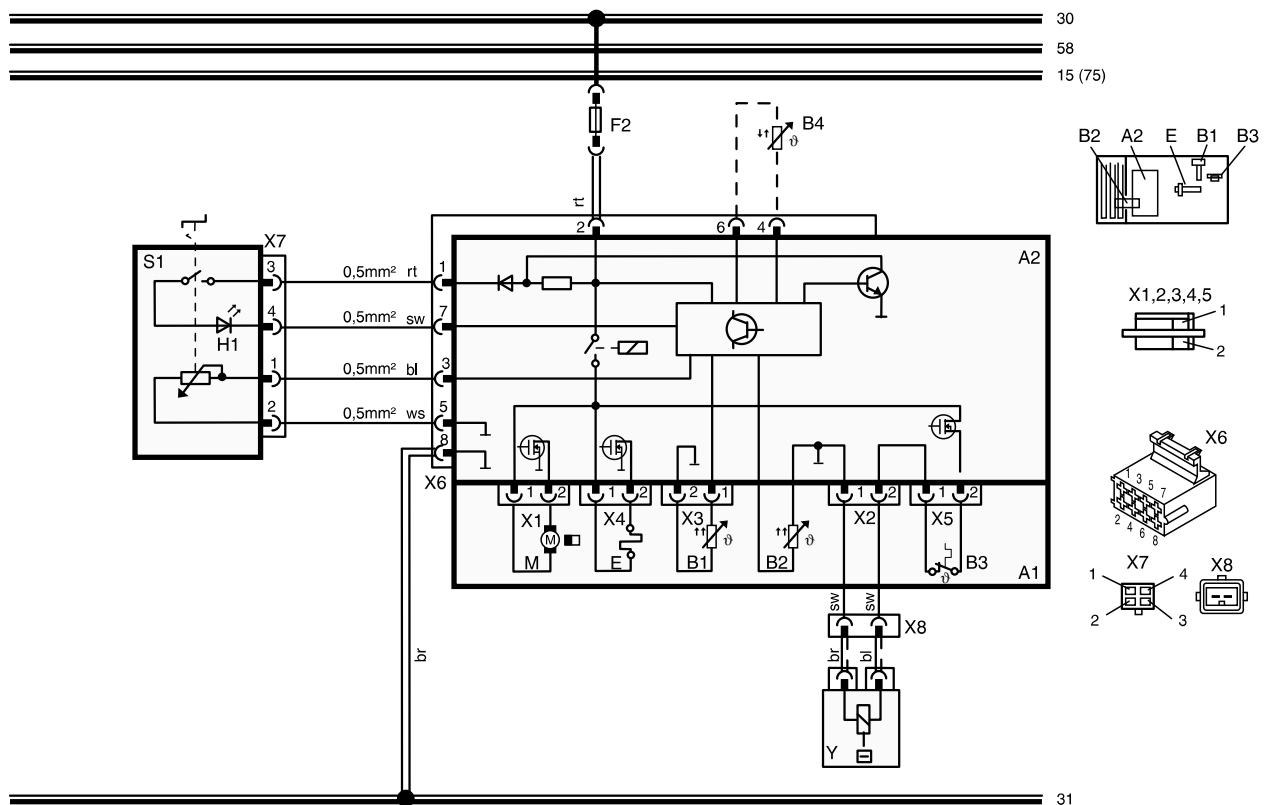 30
58
15 (75)
F2
B4
ϑ
rt
2
6
4
B2 A2 E B1 B3
S1
X7
A2
3
0,5mm² rt
1
4
0,5mm² sw
7
H1
X1,2,3,4,5
1
2
1
0,5mm² bl
3
2
0,5mm² ws
5
8
X6
1 2
1 2
2 1
1 2
1 2
X1
X4
X3
X2
X5
M
M
E
B1
ϑ
B2
ϑ
B3
ϑ
A1
X6
1 3 5 7
2 4 6 8
X7
X8
1
4
2
3
sw
sw
X8
br
bl
br
Y
31